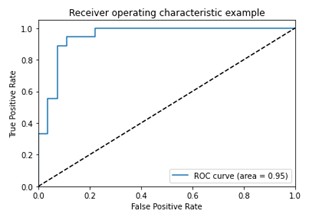 Receiver operating characteristic example
True Positive Rate
1.0
0.8
0.6
0.4
0.2
0.0
ROC curve (area = 0.95)
0.0 0.2 0.4 0.6 0.8 1.0
False Positive Rate